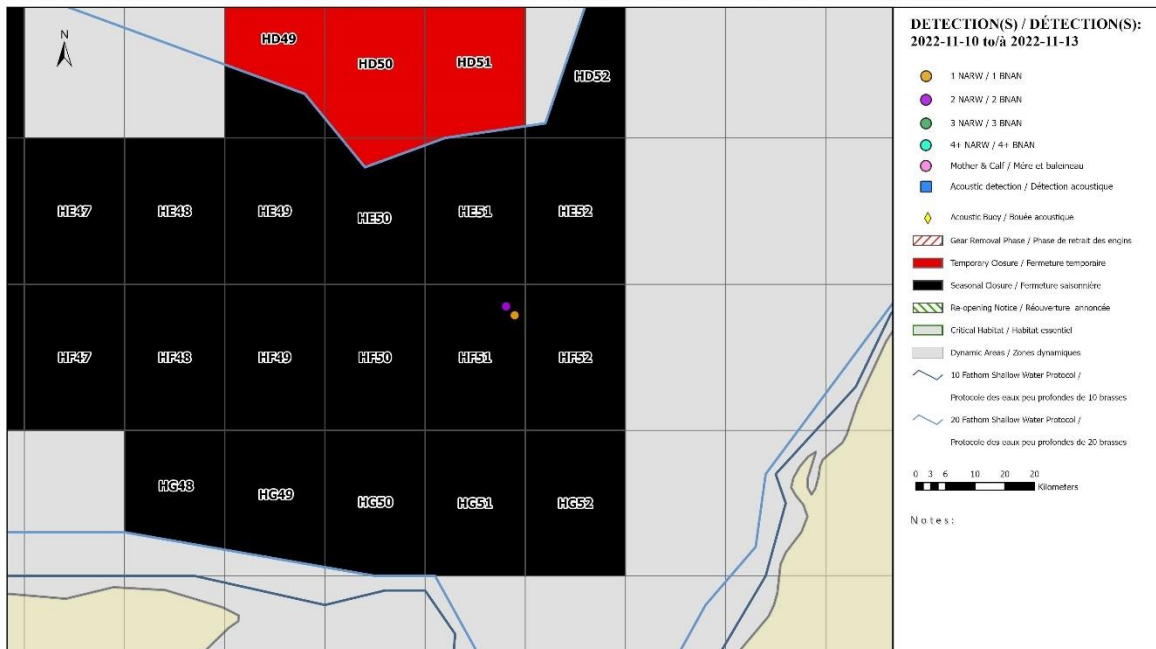 N
HD49
HD50
HD51
HD52
HE47
HE48
HE49
HE50
HE51
HE52
HF47
HF48
HF49
HF50
HF51
HF52
HG48
HG49
HG50
HG51
HG52
DETECTION(S) / DÉTECTION(S):
2022-11-10 to/à 2022-11-13
1 NARW / 1 BNAN
2 NARW / 2 BNAN
3 NARW / 3 BNAN
4+ NARW / 4+ BNAN
Mother & Calf / Mére et baleineau
Acoustic detection / Détection acoustique
Acoustic Buoy / Bouée acoustique
Gear Removal Phase / Phase de retrait des engins
Temporary Closure / Fermeture temporaire
Seasonal Closure / Fermeture saisonnière
Re-opening Notice / Réouverture annoncée
Critical Habitat / Habitat essentiel
Dynamic Areas / Zones dynamiques
10 Fathom Shallow Water Protocol /
Protocole des eaux peu profondes de 10 brasses
20 Fathom Shallow Water Protocol /
Protocole des eaux peu profondes de 20 brasses
0 3 6 10 20 20
Kilometers
Notes: